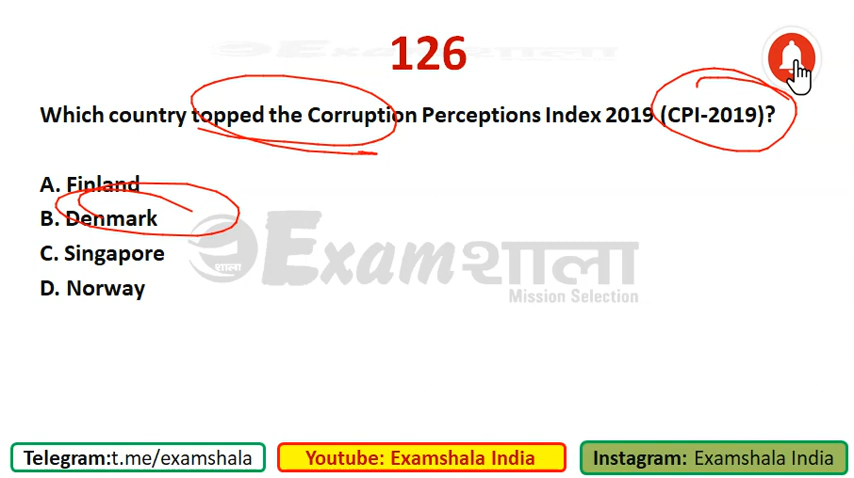 126
Which country topped the Corruption Perceptions Index 2019 (CPI-2019)?
A. Finland
B. Denmark
C. Singapore
D. Norway
शाला
Examशाला
Mission Selection
Telegram:t.me/examshala
Youtube: Examshala India
Instagram: Examshala India